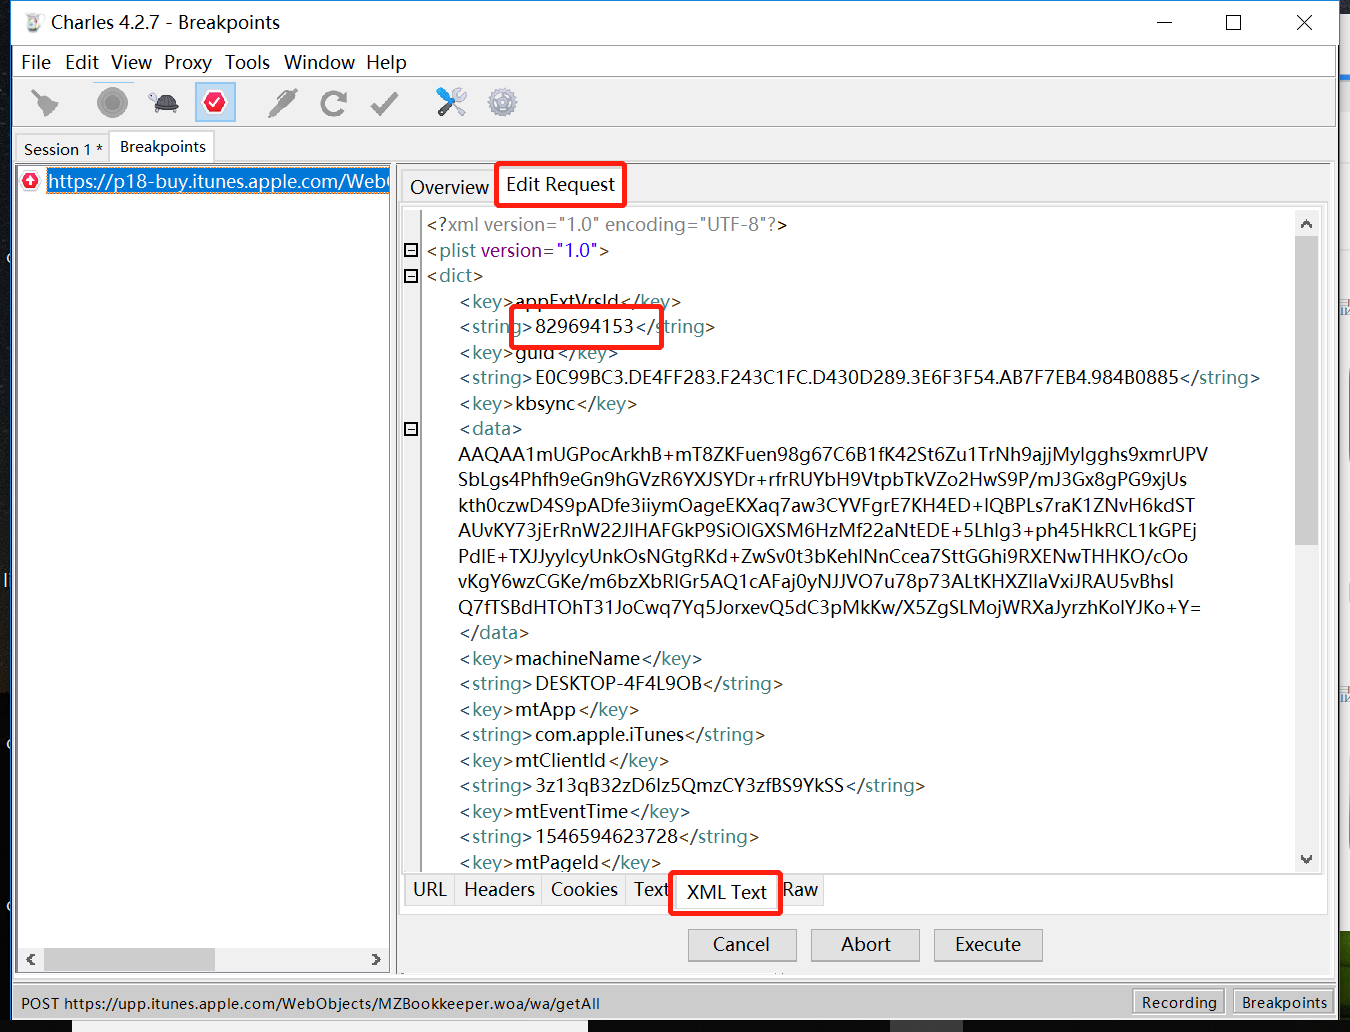 Charles 4.2.7 - Breakpoints
File Edit View Proxy Tools Window Help
Session 1 * Breakpoints
https://p18-buy.itunes.apple.com/Web
Overview Edit Request
<?xml version="1.0" encoding="UTF-8"?>
<plist version="1.0">
<dict>
<key>appExtVrsId</key>
<string>829694153</string>
<key>guid</key>
<string>E0C99BC3.DE4FF283.F243C1FC.D430D289.3E6F3F54.AB7F7EB4.984B0885</string>
<key>kbsync</key>
<data>
AAQAA1mUGPocArkhB+mT8ZKFuen98g67C6B1fK42St6Zu1TrNh9ajjMylgghs9xmrUPV
SbLgs4Phfh9eGn9hGVzR6YXJSYDr+rfrRUYbH9VtpbTkVZo2HwS9P/mJ3Gx8gPG9xjUs
kth0czwD4S9pADfe3iiymOageEKXaq7aw3CYVFgrE7KH4ED+IQBPLs7raK1ZNvH6kdST
AUvKY73jErRnW22JlHAFGkP9SiOlGXSM6HzMf22aNtEDE+5Lhlg3+ph45HkRCL1kGPEj
PdlE+TXJJyylcyUnkOsNGtgRKd+ZwSv0t3bKehlNnCcea7SttGGhi9RXENwTHHKO/cOo
vKgY6wzCGKe/m6bzXbRlGr5AQ1cAFaj0yNJJVO7u78p73ALtKHXZllaVxiJRAU5vBhsl
Q7fTSBdHTOhT31JoCwq7Yq5JorxevQ5dC3pMkKw/X5ZgSLMojWRXaJyrzhKolYJKo+Y=
</data>
<key>machineName</key>
<string>DESKTOP-4F4L9OB</string>
<key>mtApp</key>
<string>com.apple.iTunes</string>
<key>mtClientId</key>
<string>3z13qB32zD6Iz5QmzCY3zfBS9YkSS</string>
<key>mtEventTime</key>
<string>1546594623728</string>
<key>mtPageId</key>
URL Headers Cookies Text XML Text Raw
Cancel Abort Execute
POST https://upp.itunes.apple.com/WebObjects/MZBookkeeper.woa/wa/getAll Recording Breakpoints